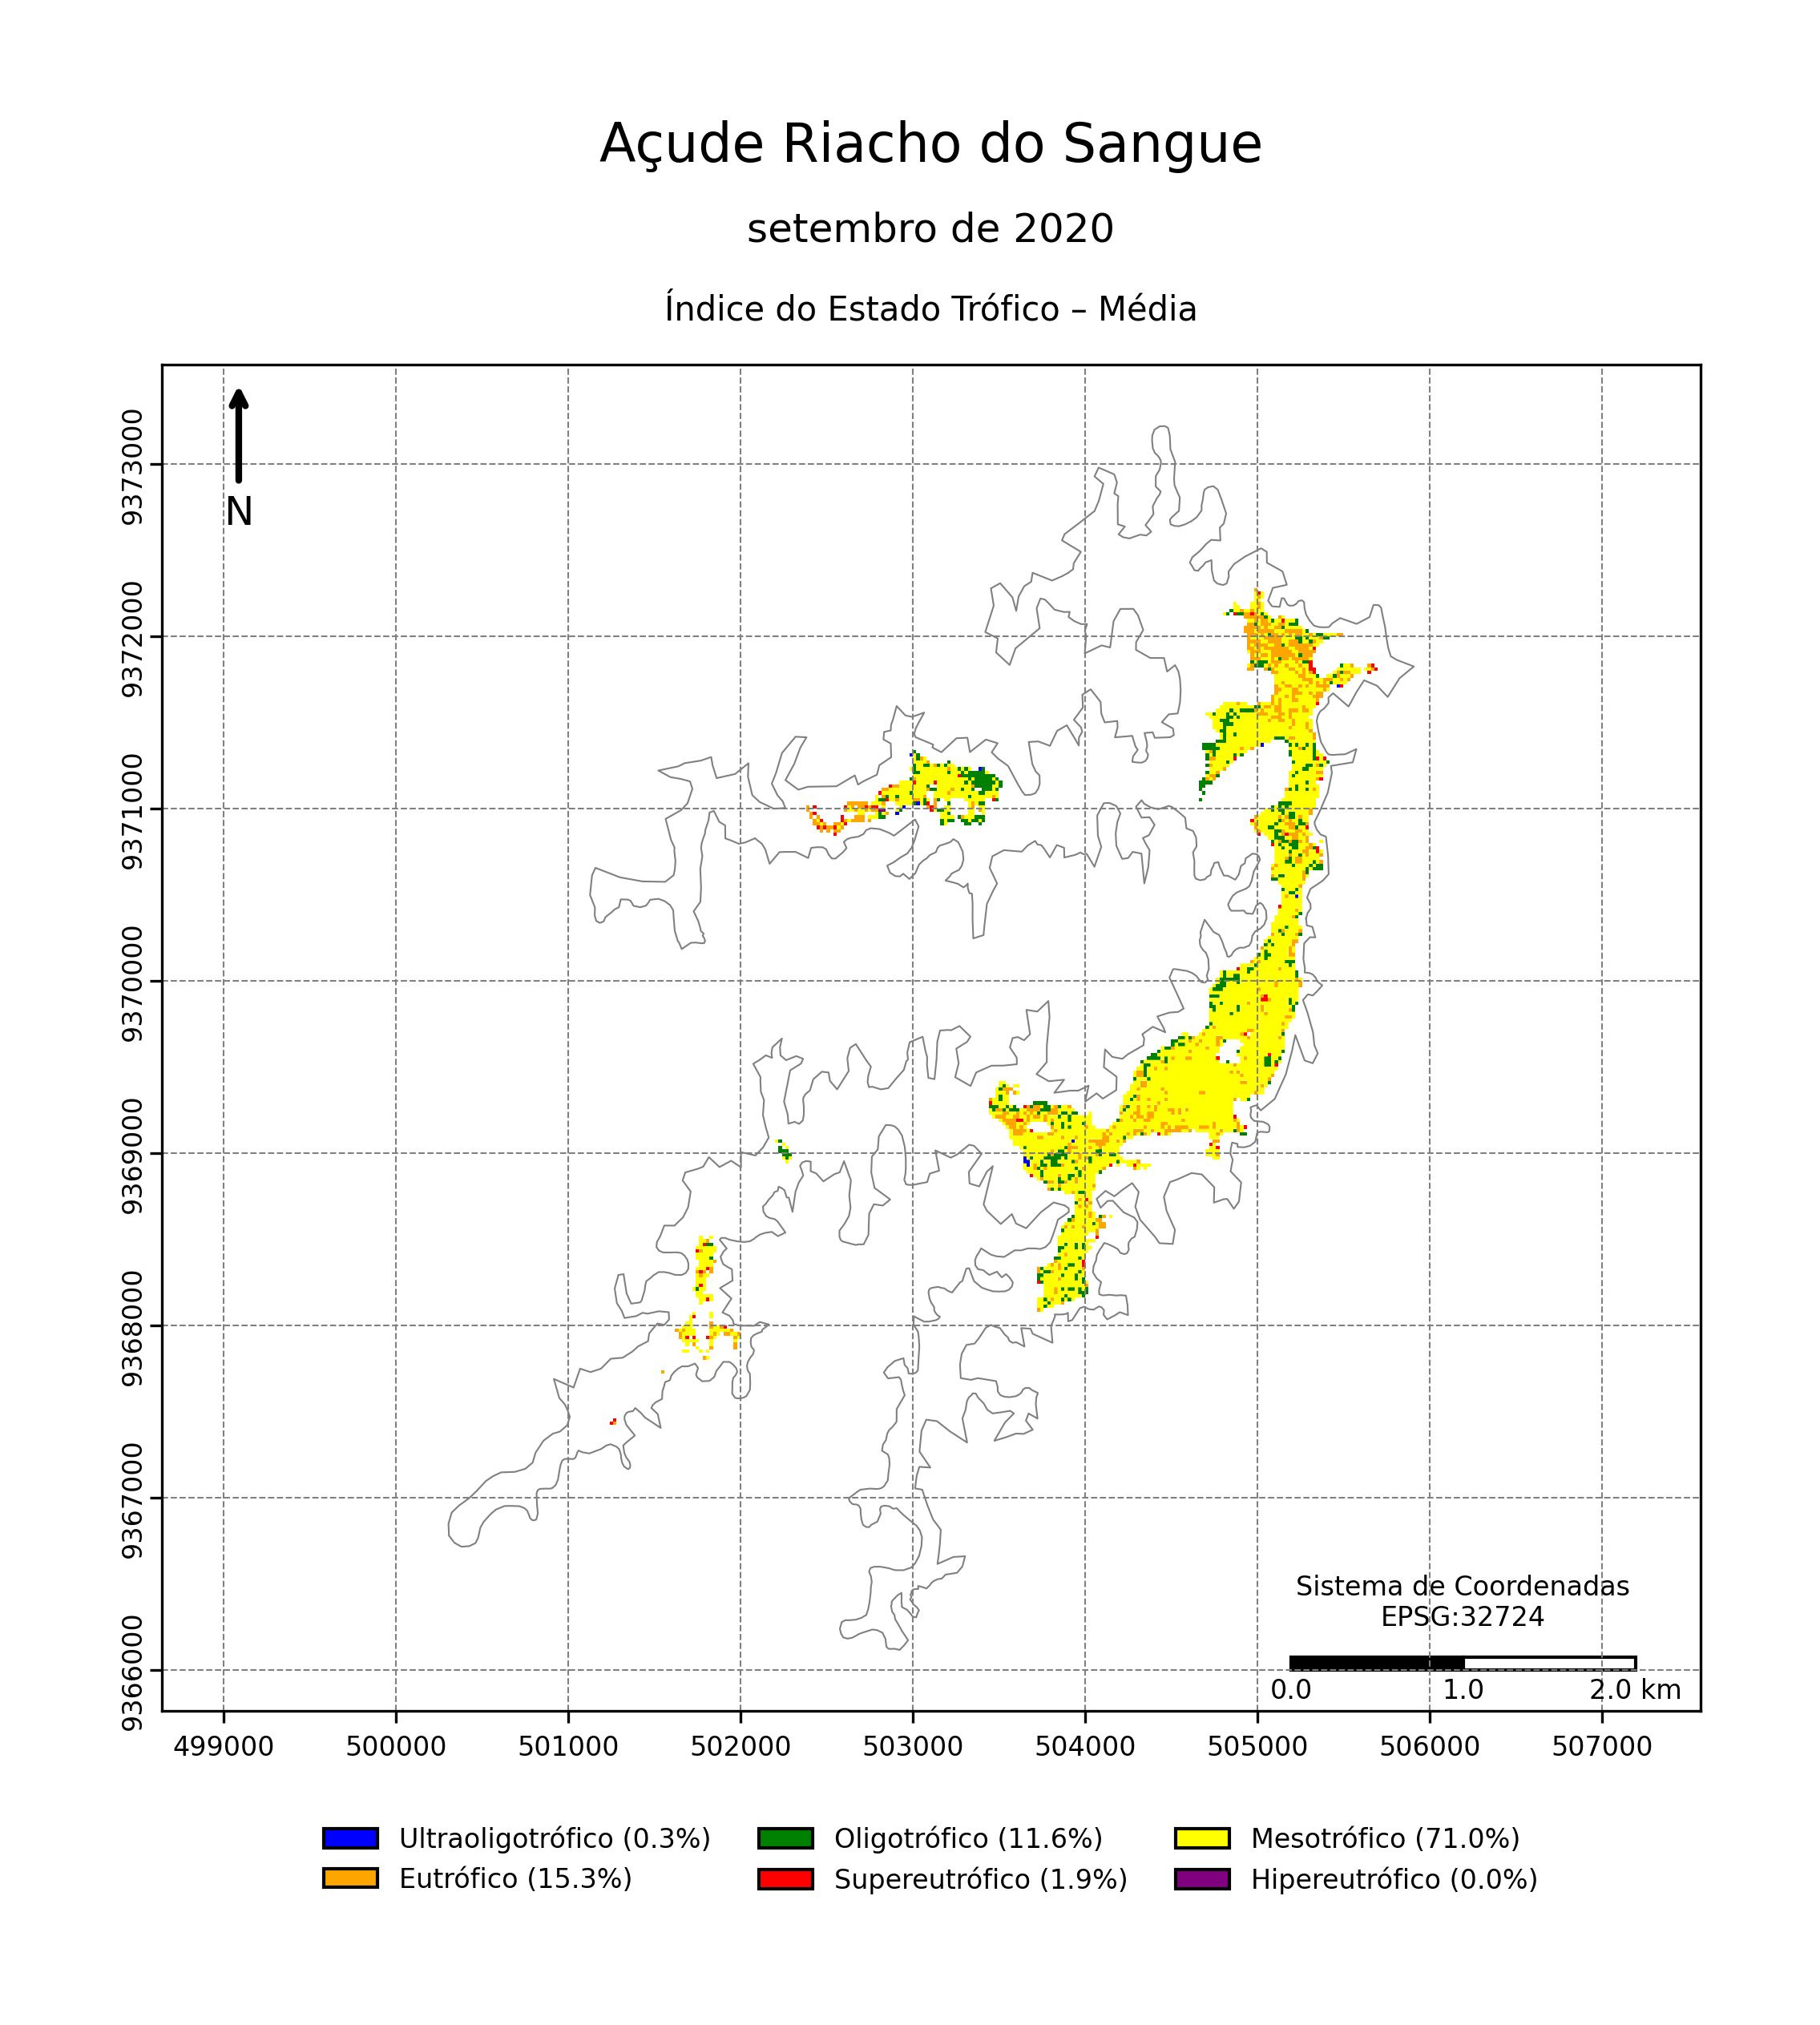 Açude Riacho do Sangue
setembro de 2020
Índice do Estado Trófico – Média
N
9373000
9372000
9371000
9370000
9369000
9368000
9367000
9366000
Sistema de Coordenadas
EPSG:32724
0.0 1.0 2.0 km
499000 500000 501000 502000 503000 504000 505000 506000 507000
Ultraoligotrófico (0.3%) Oligotrófico (11.6%) Mesotrófico (71.0%)
Eutrófico (15.3%) Supereutrófico (1.9%) Hipereutrófico (0.0%)